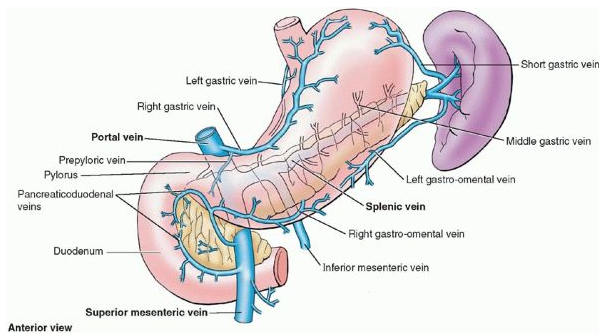 Short gastric vein
Left gastric vein
Right gastric vein
Portal vein
Middle gastric vein
Prepyloric vein
Pylorus
Left gastro-omental vein
Pancreaticoduodenal
veins
Splenic vein
Right gastro-omental vein
Duodenum
Inferior mesenteric vein
Superior mesenteric vein
Anterior view